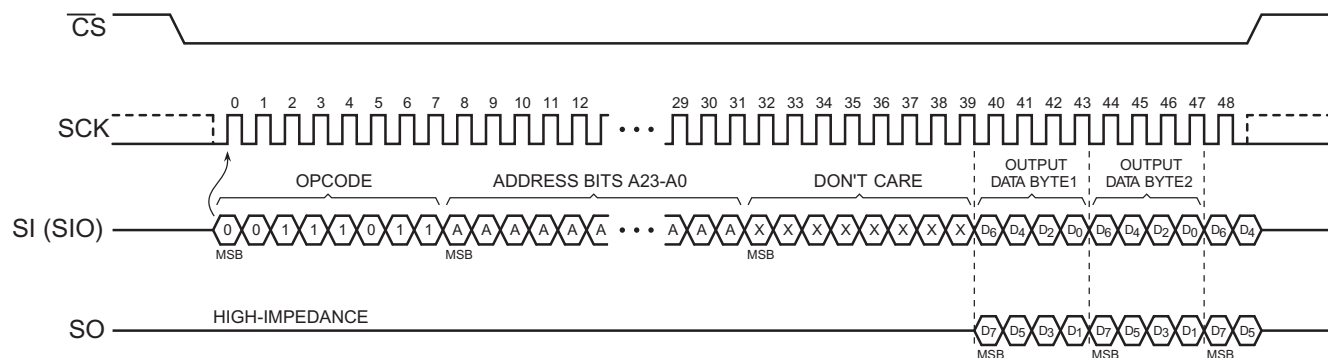 CS
0 1 2 3 4 5 6 7 8 9 10 11 12 29 30 31 32 33 34 35 36 37 38 39 40 41 42 43 44 45 46 47 48
SCK
OPCODE ADDRESS BITS A23-A0 DON'T CARE OUTPUT DATA BYTE1 OUTPUT DATA BYTE2
SI (SIO) 0 0 1 1 1 0 1 1 A A A A A A A A A X X X X X X X X D6 D4 D2 D0 D6 D4 D2 D0 D6 D4
MSB MSB MSB
HIGH-IMPEDANCE
SO D7 D5 D3 D1 D7 D5 D3 D1 D7 D5
MSB MSB MSB